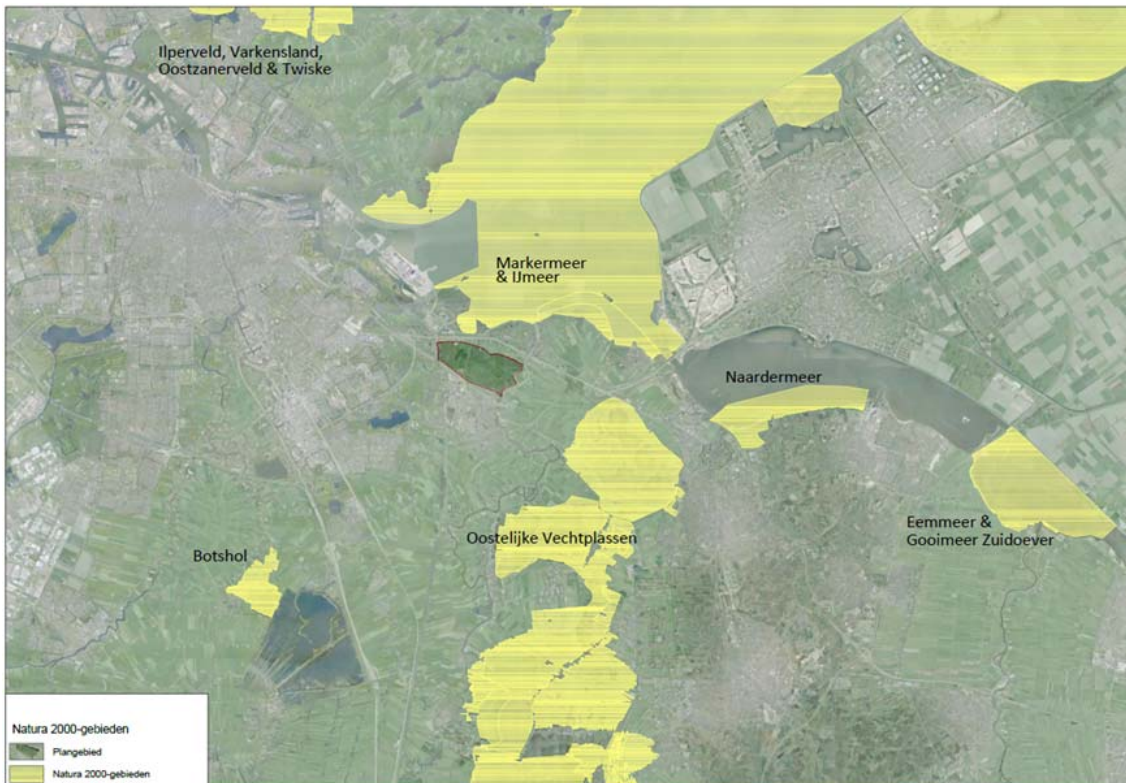 Ilperveld, Varkensland,
Oostzanerveld & Twiske
Markermeer
& IJmeer
Naardermeer
Eemmeer &
Gooimeer Zuidoever
Oostelijke Vechtplassen
Botshol
Natura 2000-gebieden
Plangebied
Natura 2000-gebieden